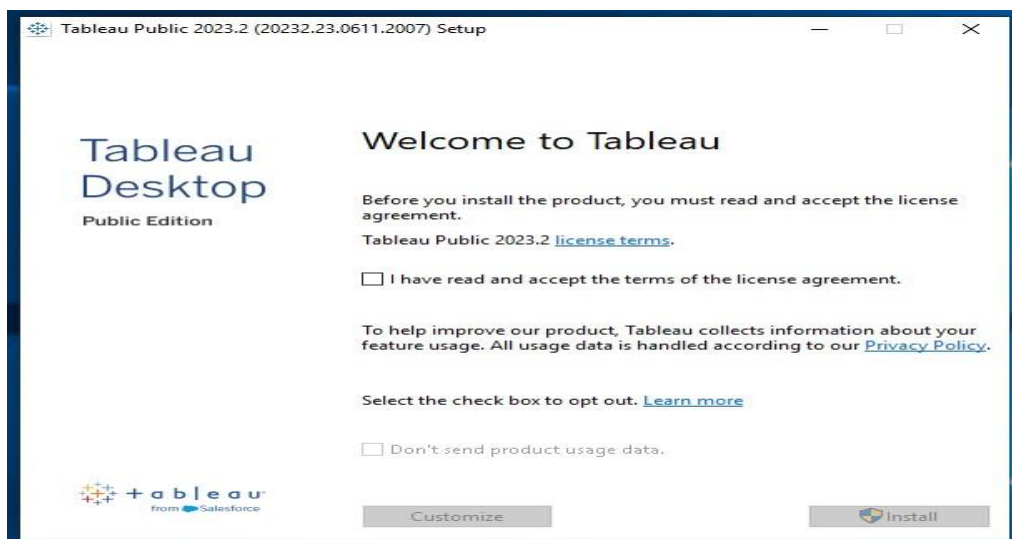 Tableau Public 2023.2 (20232.23.0611.2007) Setup
Tableau
Desktop
Public Edition
Welcome to Tableau
Before you install the product, you must read and accept the license
agreement.
Tableau Public 2023.2 license terms.
I have read and accept the terms of the license agreement.
To help improve our product, Tableau collects information about your
feature usage. All usage data is handled according to our Privacy Policy.
Select the check box to opt out. Learn more
Don't send product usage data.
+ableau
from Salesforce
Customize
Install